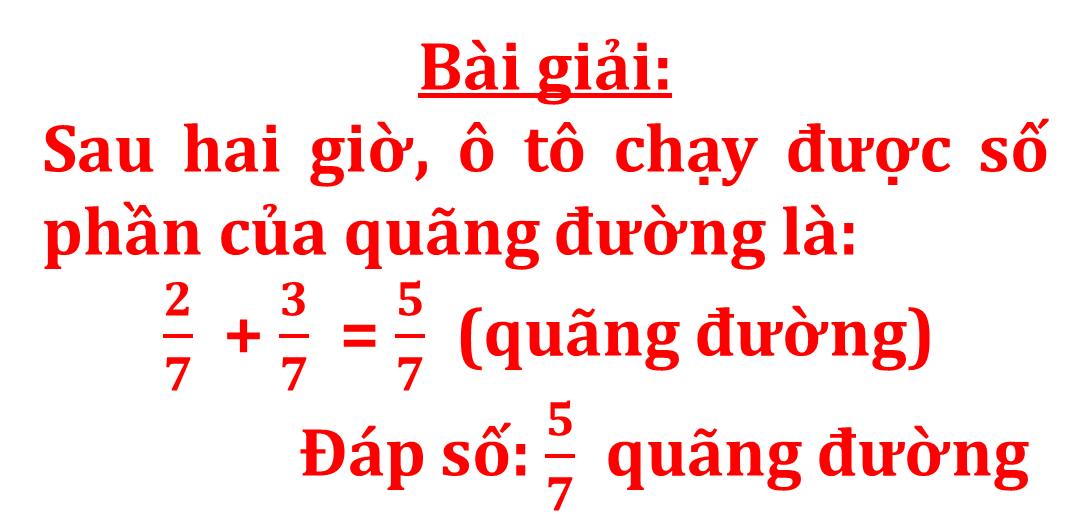 Bài giải:
Sau hai giờ, ô tô chạy được số
phần của quãng đường là:
2/7 + 3/7 = 5/7 (quãng đường)
Đáp số: 5/7 quãng đường